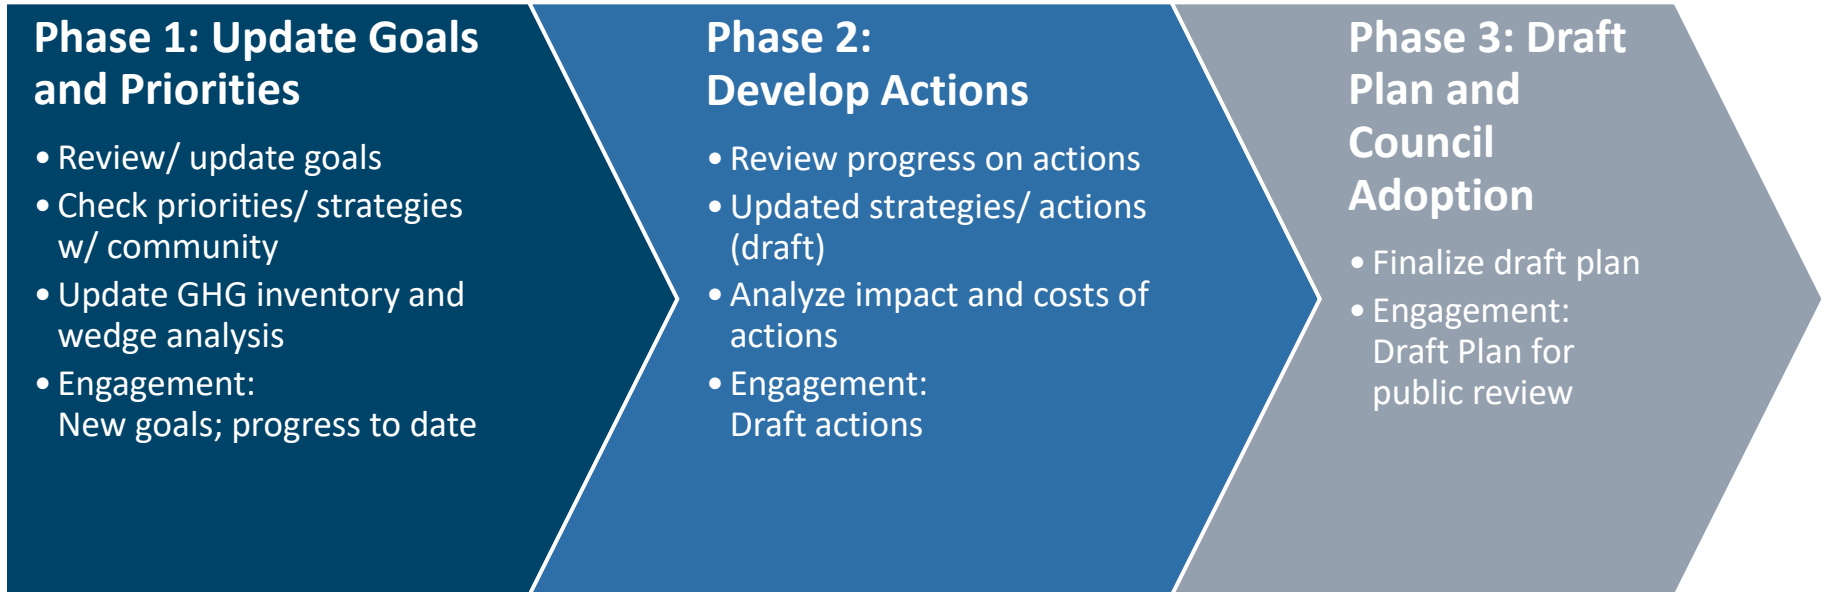 Phase 1: Update Goals
and Priorities
• Review/ update goals
• Check priorities/ strategies
w/ community
• Update GHG inventory and
wedge analysis
• Engagement:
New goals; progress to date
Phase 2:
Develop Actions
• Review progress on actions
• Updated strategies/ actions
(draft)
• Analyze impact and costs of
actions
• Engagement:
Draft actions
Phase 3: Draft
Plan and
Council
Adoption
• Finalize draft plan
• Engagement:
Draft Plan for
public review